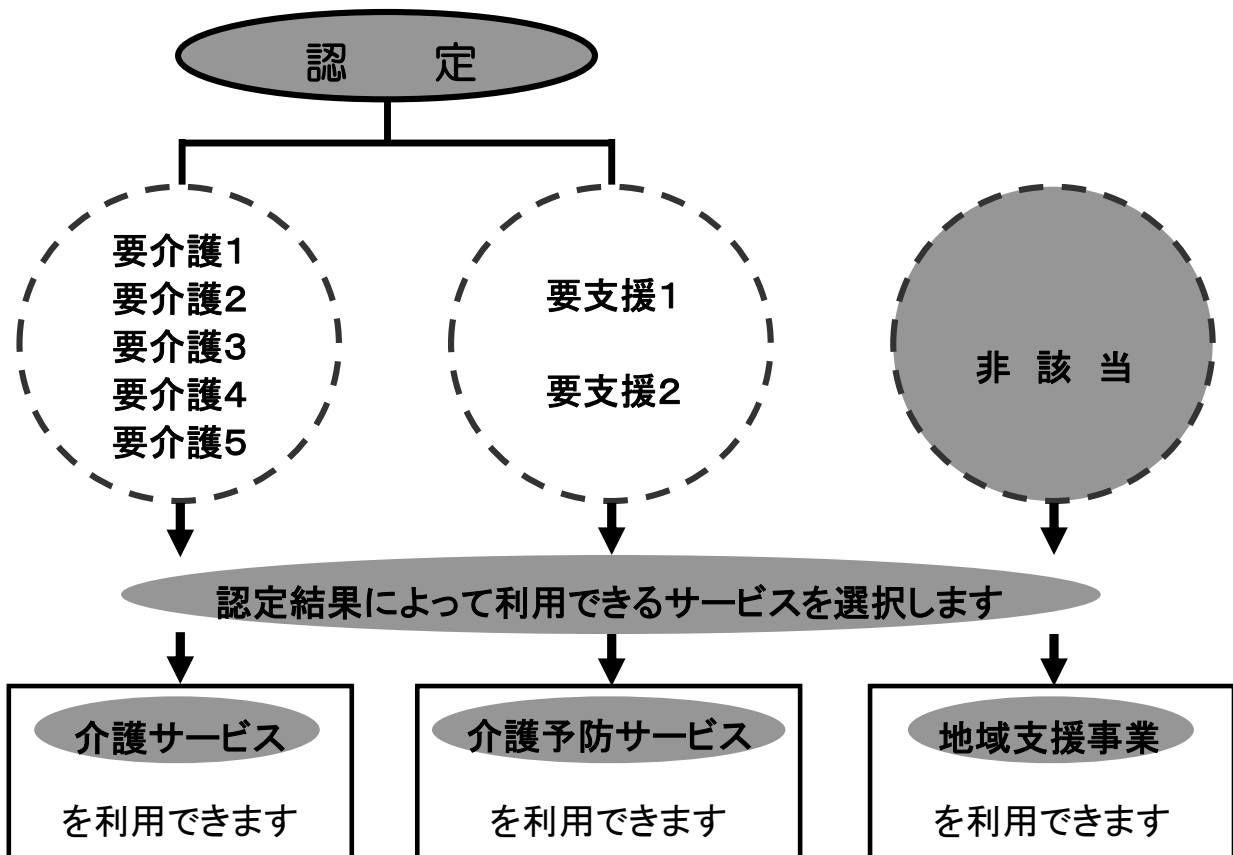 認 定
要介護1
要介護2
要介護3
要介護4
要介護5
要支援1
要支援2
非 該 当
認定結果によって利用できるサービスを選択します
介護サービス
を利用できます
介護予防サービス
を利用できます
地域支援事業
を利用できます